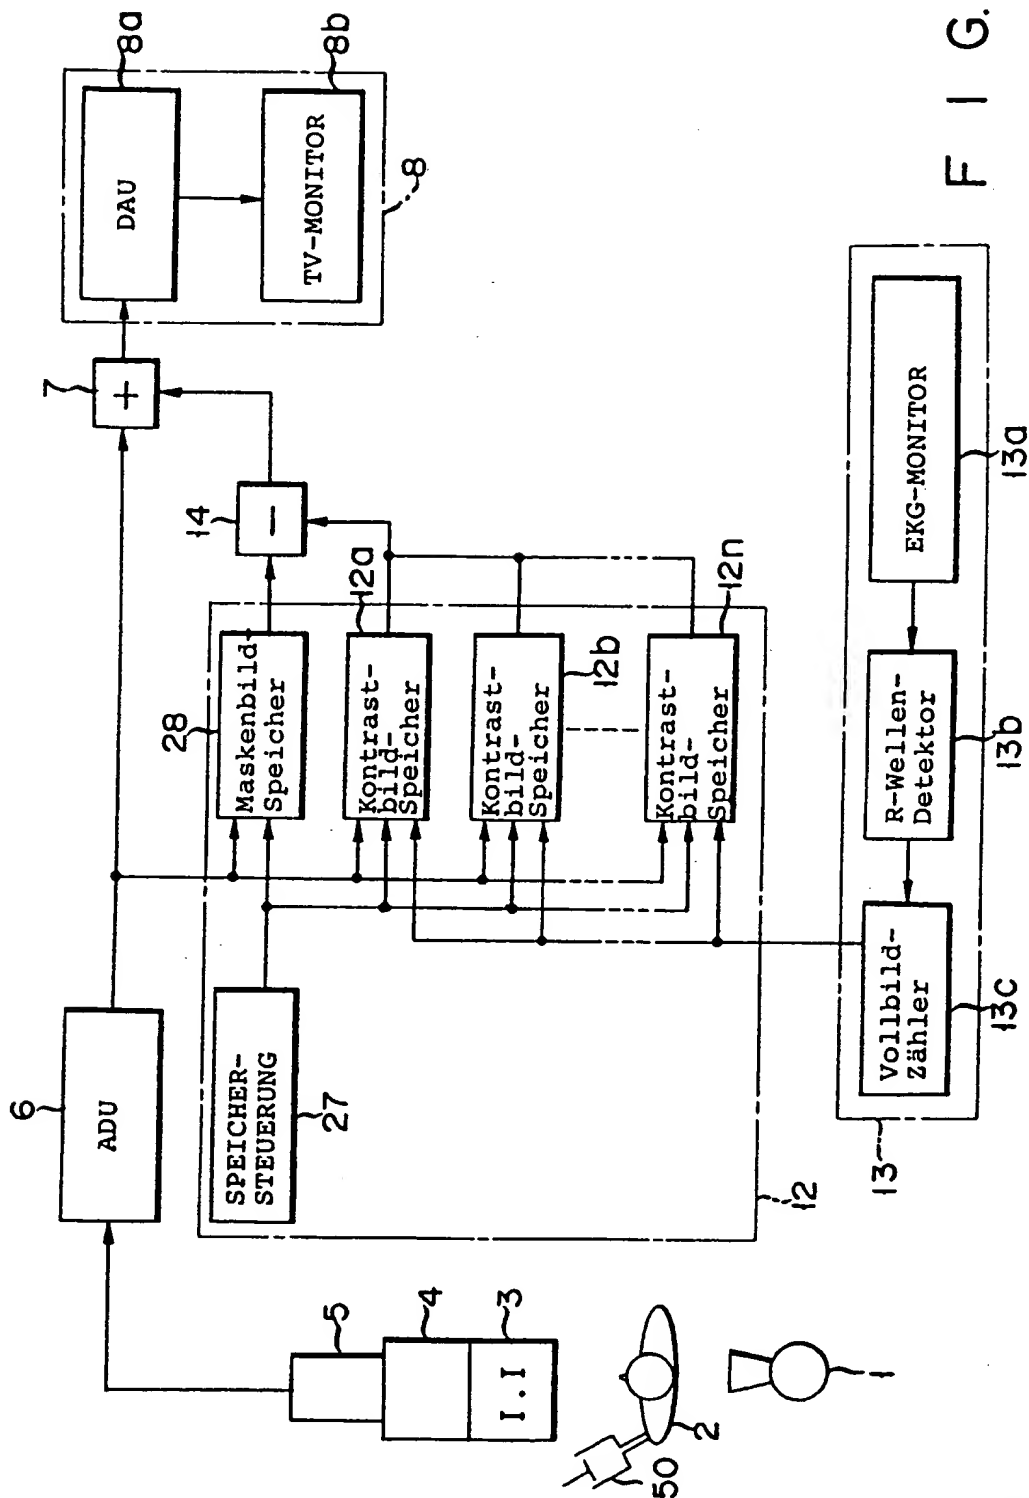 8a
DAU
8b
TV-MONITOR
8
7
+
14
−
6
ADU
28
Maskenbild-
Speicher
12a
Kontrast-
bild-
Speicher
12b
Kontrast-
bild-
Speicher
12n
Kontrast-
bild-
Speicher
SPEICHER-
STEUERUNG
27
12
5
4
3
I.I
2
50
1
EKG-MONITOR
13a
R-Wellen-
Detektor
13b
Vollbild-
Zähler
13c
13
FIG.